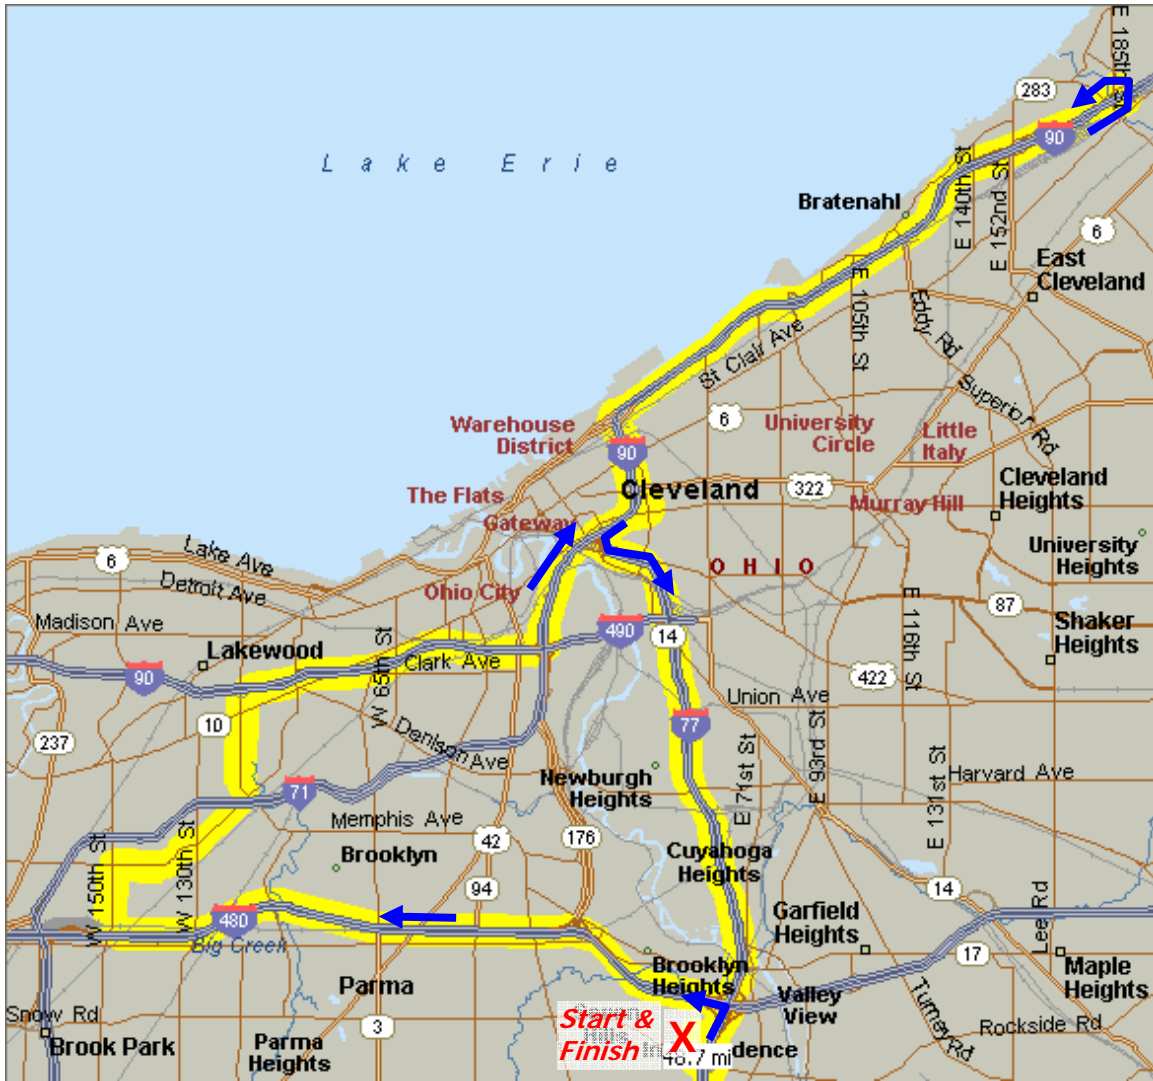 E 185th St
283
90
Lake Erie
E 140th St
E 152nd St
Bratenahl
6
East
Cleveland
E 105th St
Eddy Rd
St Clair Ave
Superior Rd
Warehouse
District
6
University
Circle
Little
Italy
90
The Flats
Cleveland
322
Cleveland
Heights
Murray Hill
Gateway
University
Heights
Lake Ave
6
OHIO
Detroit Ave
Ohio City
E 116th St
87
Madison Ave
490
14
Shaker
Heights
Lakewood
W 65th St
Clark Ave
90
422
Union Ave
10
77
237
Denison Ave
E 71st St
E 93rd St
E 131st St
Newburgh
Heights
Harvard Ave
71
Memphis Ave
W 150th St
W 130th St
42
176
Brooklyn
Cuyahoga
Heights
94
14
Lee Rd
480
Garfield
Heights
Big Creek
17
Brooklyn
Heights
Maple
Heights
Parma
Valley
View
Turney Rd
Snow Rd
3
Start &
Finish
X
Rockside Rd
Brook Park
Parma
Heights
dence
48.7 mi